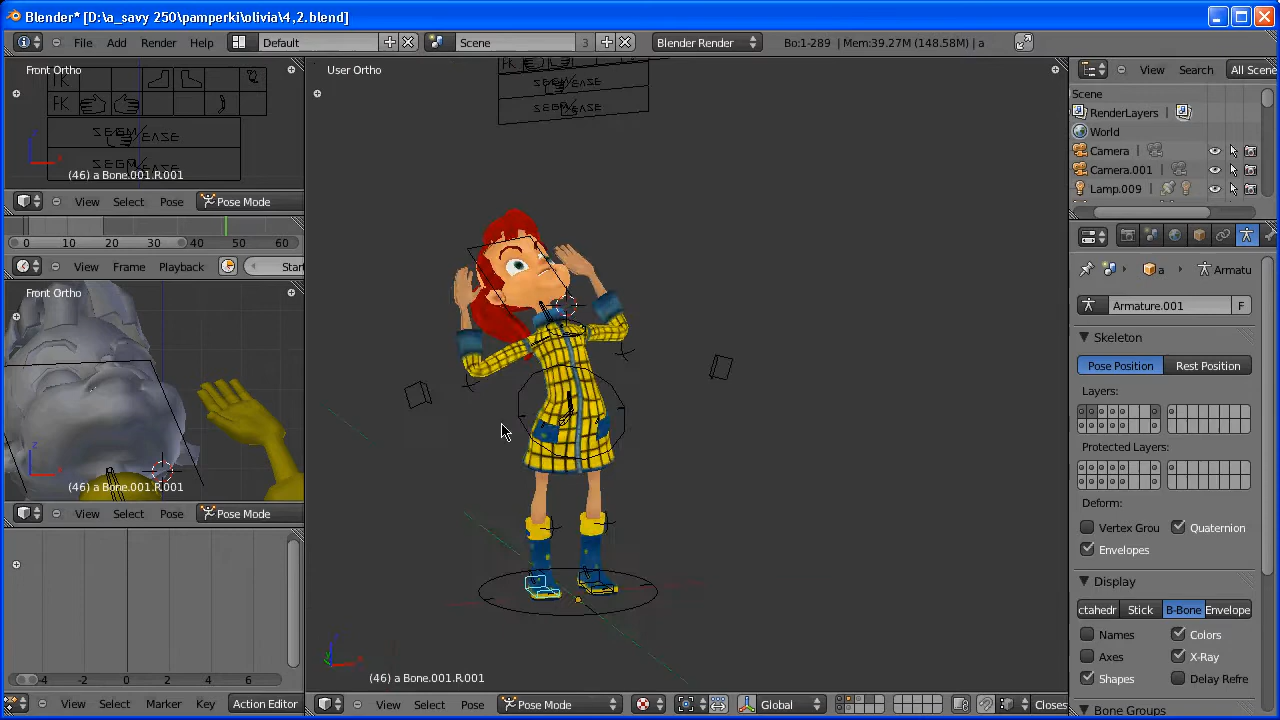 Blender* [D:\a_savy 250\pamperki\olivia\4,2.blend]
File Add Render Help Default Scene 3 Blender Render Bo:1-289 | Mem:39.27M (148.58M) | a
Front Ortho
FK
(46) a Bone.001.R.001
View Select Pose Pose Mode
0 10 20 30 40 50 60
View Frame Playback Start
Front Ortho
(46) a Bone.001.R.001
View Select Pose Pose Mode
-4 -2 0 2 4 6
View Select Marker Key Action Editor
User Ortho
(46) a Bone.001.R.001
View Select Pose Pose Mode Global Closes
View Search All Scene
Scene
RenderLayers
World
Camera
Camera.001
Lamp.009
a Armatu
Armature.001 F
Skeleton
Pose Position Rest Position
Layers:
Protected Layers:
Deform:
Vertex Grou Quaternion
Envelopes
Display
ctahedr Stick B-Bone Envelope
Names Colors
Axes X-Ray
Shapes Delay Refre
Bone Groups